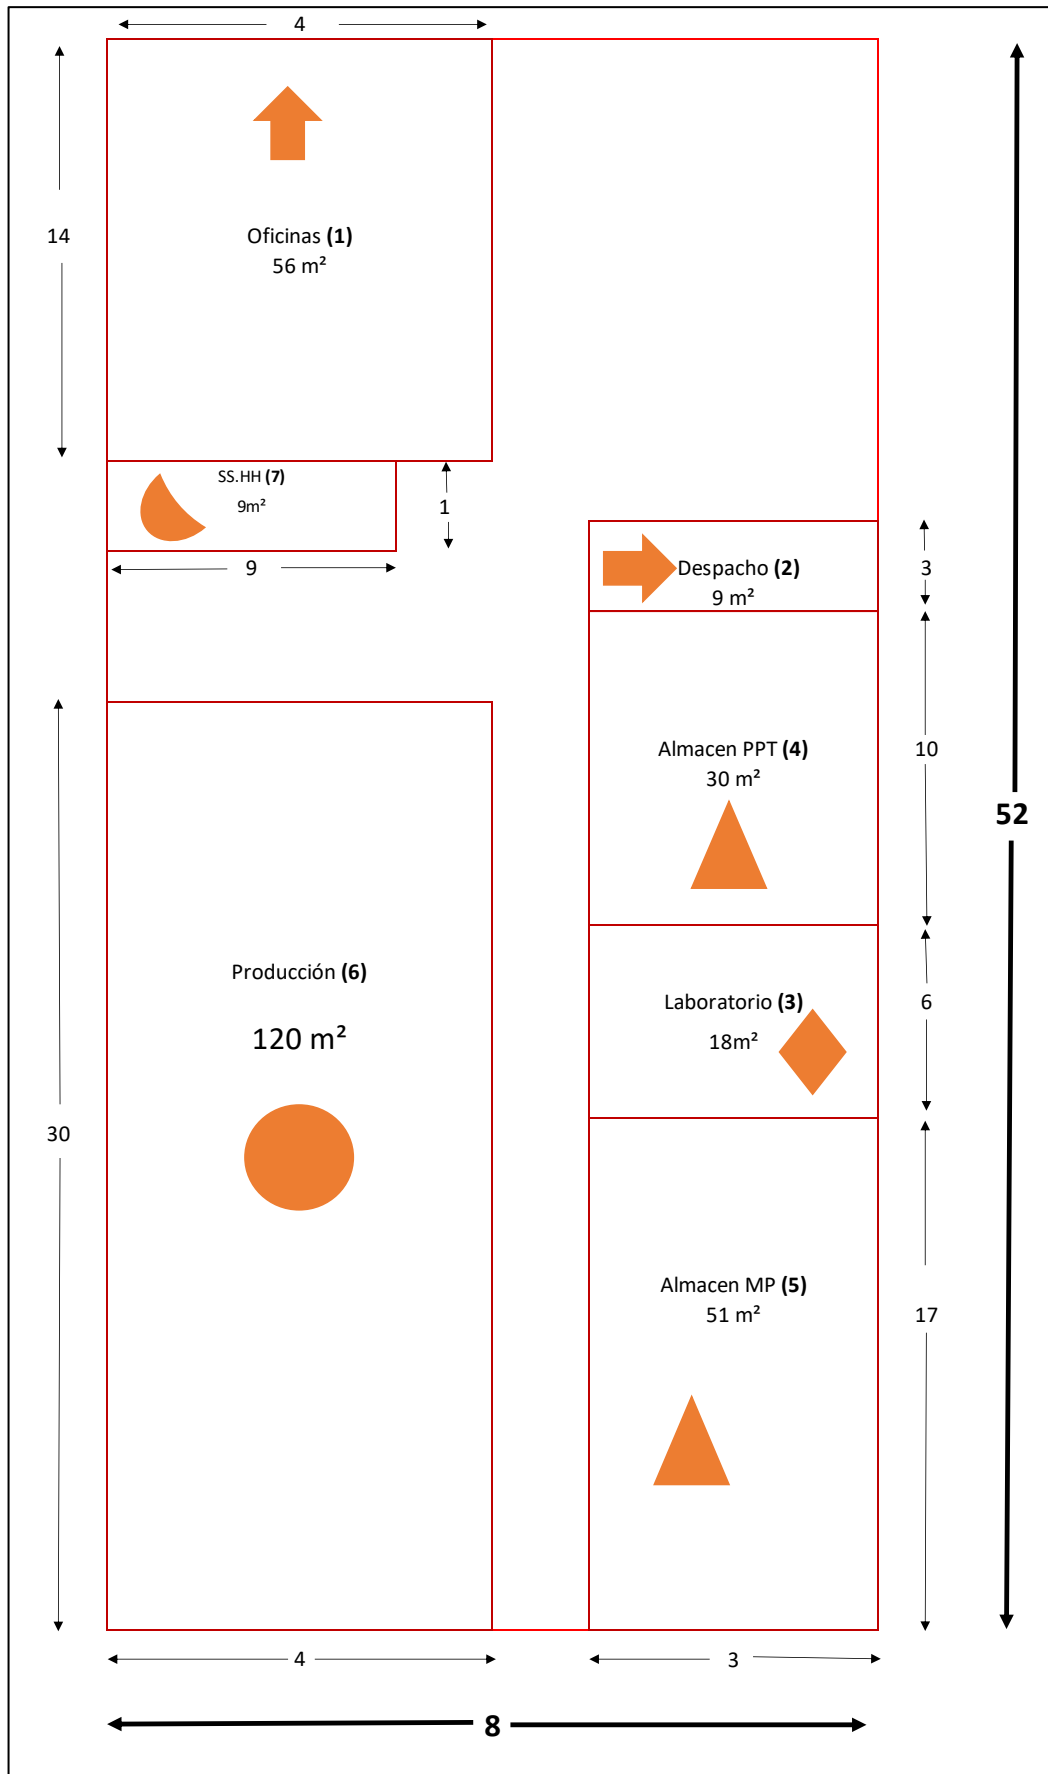 4
14
Oficinas (1)
56 m²
SS.HH (7)
9m²
1
9
Despacho (2)
9 m²
3
Almacen PPT (4)
30 m²
10
52
Producción (6)
120 m²
Laboratorio (3)
18m²
6
30
Almacen MP (5)
51 m²
17
4
3
8